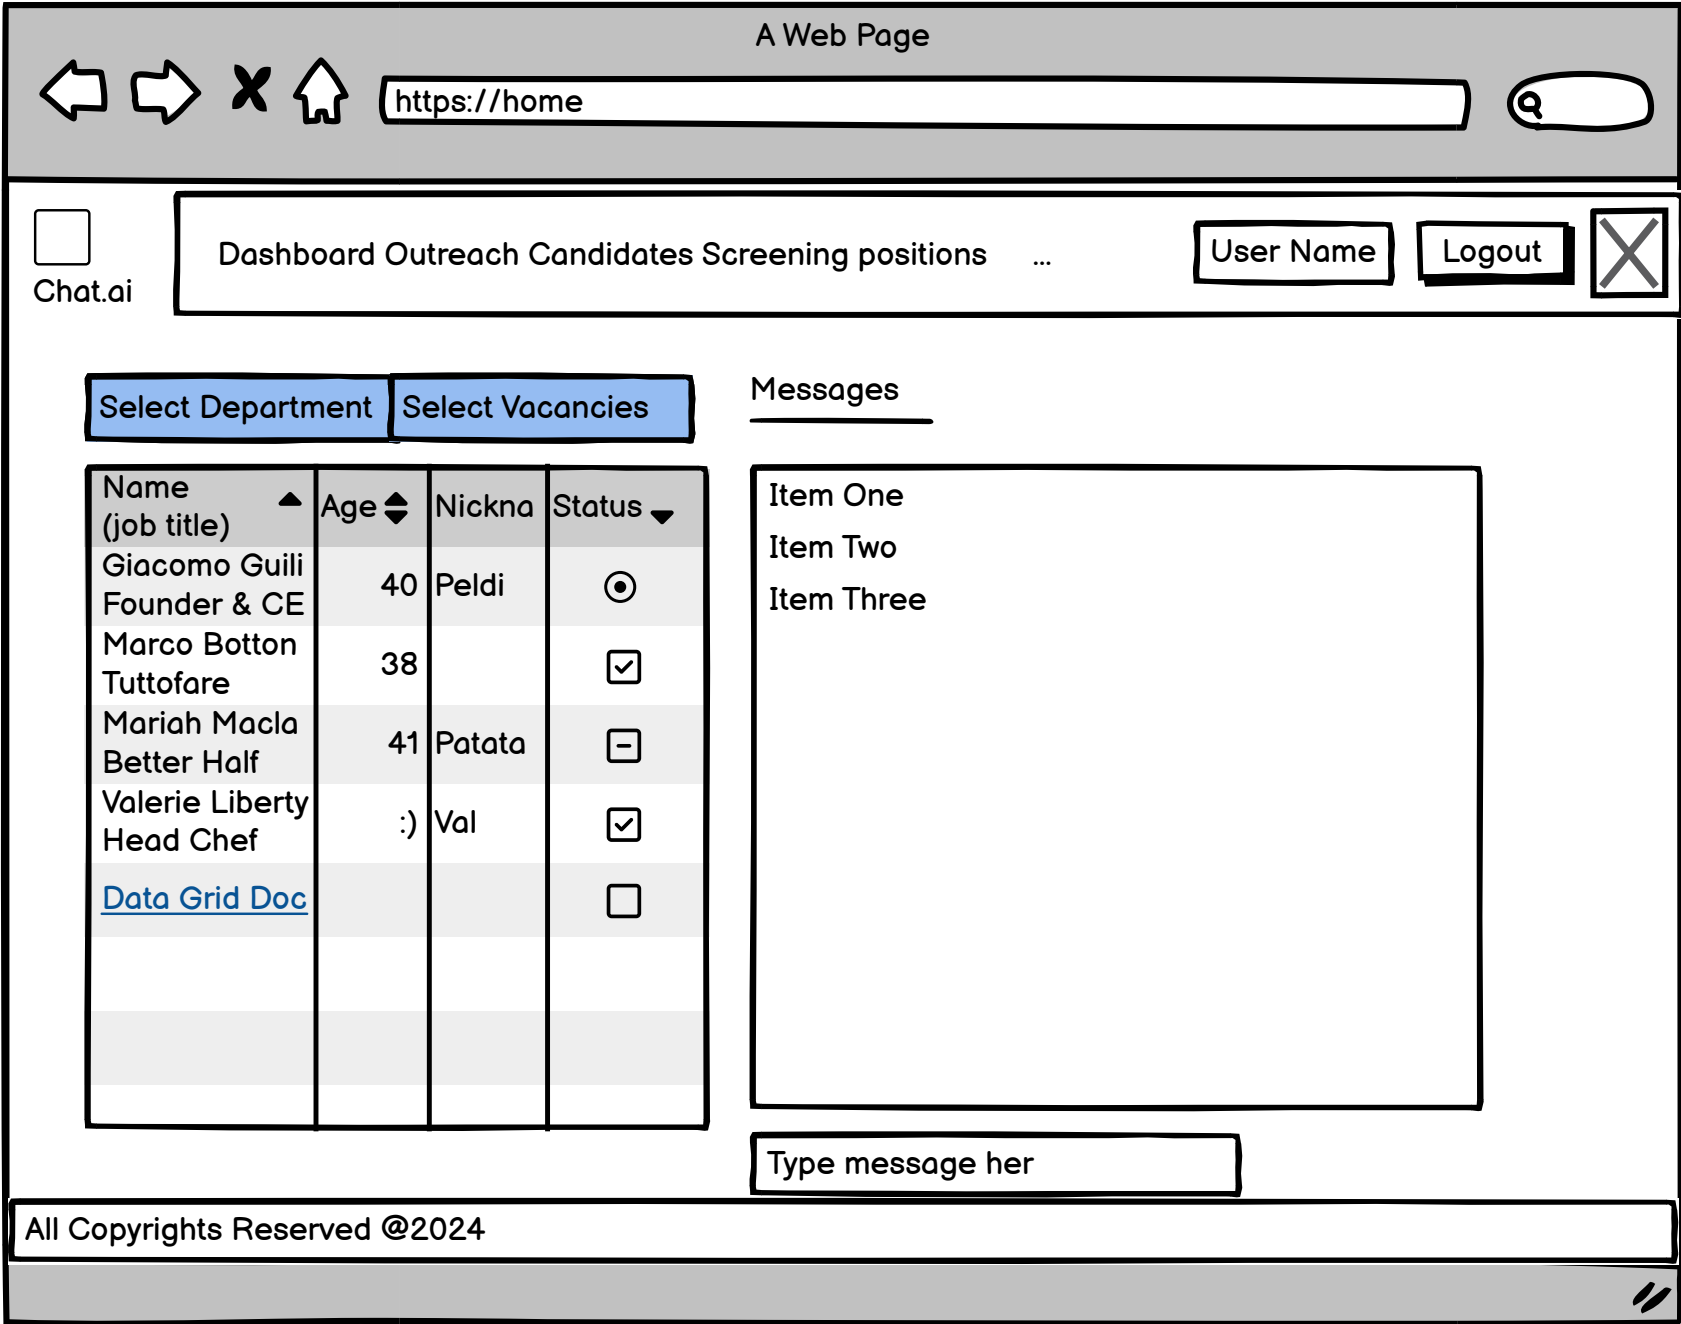 A Web Page
https://home
Chat.ai
Dashboard Outreach Candidates Screening positions ...
User Name
Logout
Select Department
Select Vacancies
Messages
Name
(job title)
Age
Nickna
Status
Giacomo Guili
Founder & CE
40
Peldi
Marco Botton
Tuttofare
38
Mariah Macla
Better Half
41
Patata
Valerie Liberty
Head Chef
:)
Val
Data Grid Doc
Item One
Item Two
Item Three
Type message her
All Copyrights Reserved @2024